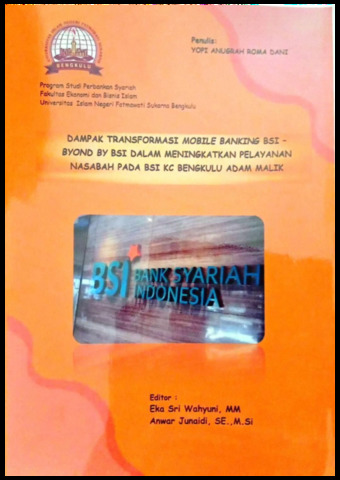 BENGKULU
Penulis:
YOPI ANUGRAH ROMA DANI
Program Studi Perbankan Syariah
Fakultas Ekonomi dan Bisnis Islam
Universitas Islam Negeri Fatmawati Sukarno Bengkulu
DAMPAK TRANSFORMASI MOBILE BANKING BSI –
BYOND BY BSI DALAM MENINGKATKAN PELAYANAN
NASABAH PADA BSI KC BENGKULU ADAM MALIK
BSI BANK SYARIAH
INDONESIA
Editor :
Eka Sri Wahyuni, MM
Anwar Junaidi, SE.,M.Si